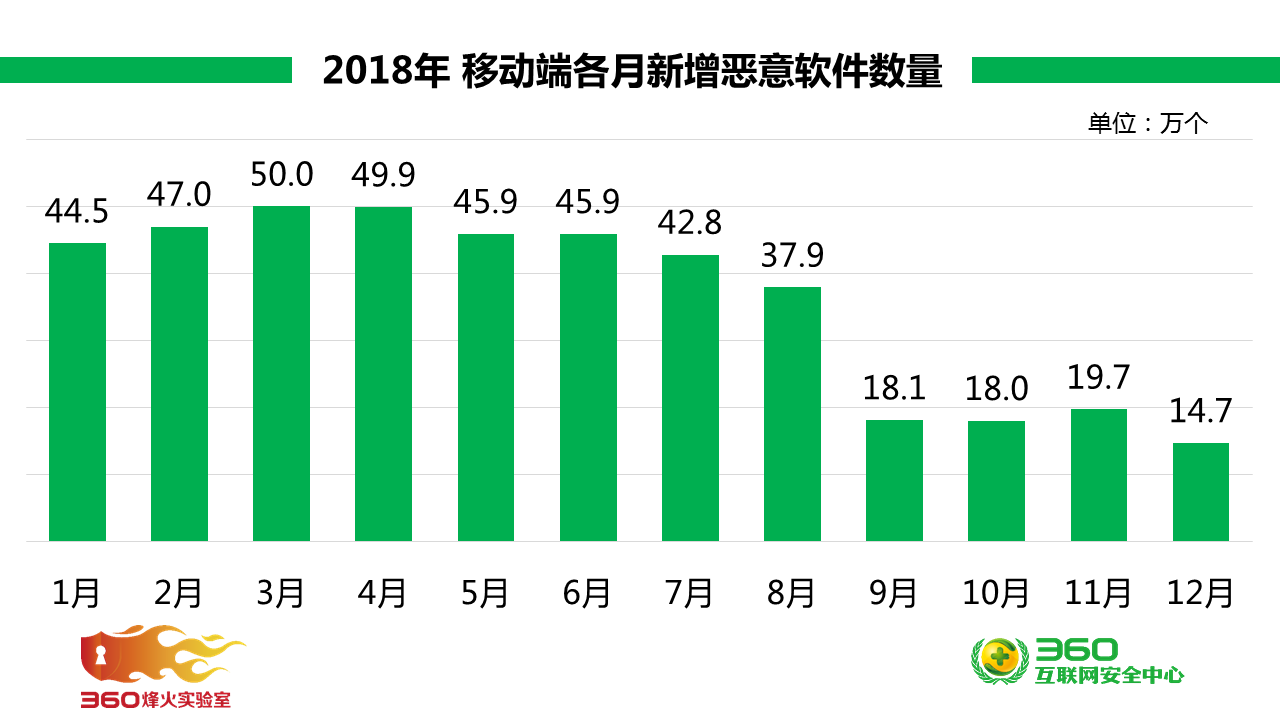 2018年 移动端各月新增恶意软件数量
单位：万个
44.5 47.0 50.0 49.9 45.9 45.9 42.8 37.9 18.1 18.0 19.7 14.7
1月 2月 3月 4月 5月 6月 7月 8月 9月 10月 11月 12月
360烽火实验室
360
互联网安全中心